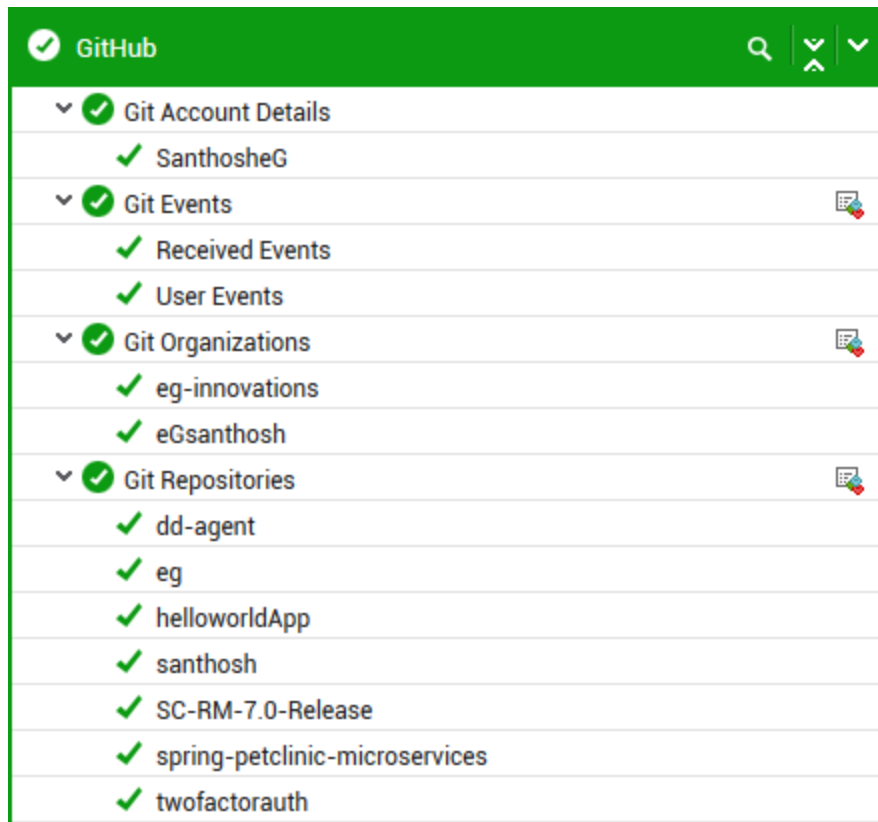 GitHub
Git Account Details
SanthosheG
Git Events
Received Events
User Events
Git Organizations
eg-innovations
eGsanthosh
Git Repositories
dd-agent
eg
helloworldApp
santhosh
SC-RM-7.0-Release
spring-petclinic-microservices
twofactorauth